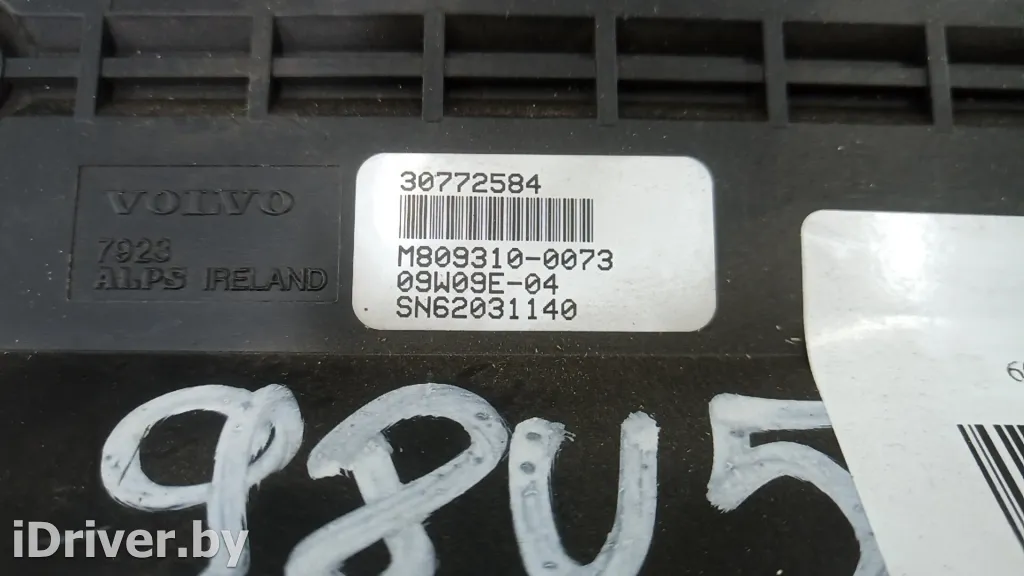 VOLVO
7923
ALPS IRELAND
30772584
M809310-0073
09W09E-04
SN62031140
98U5
iDriver.by